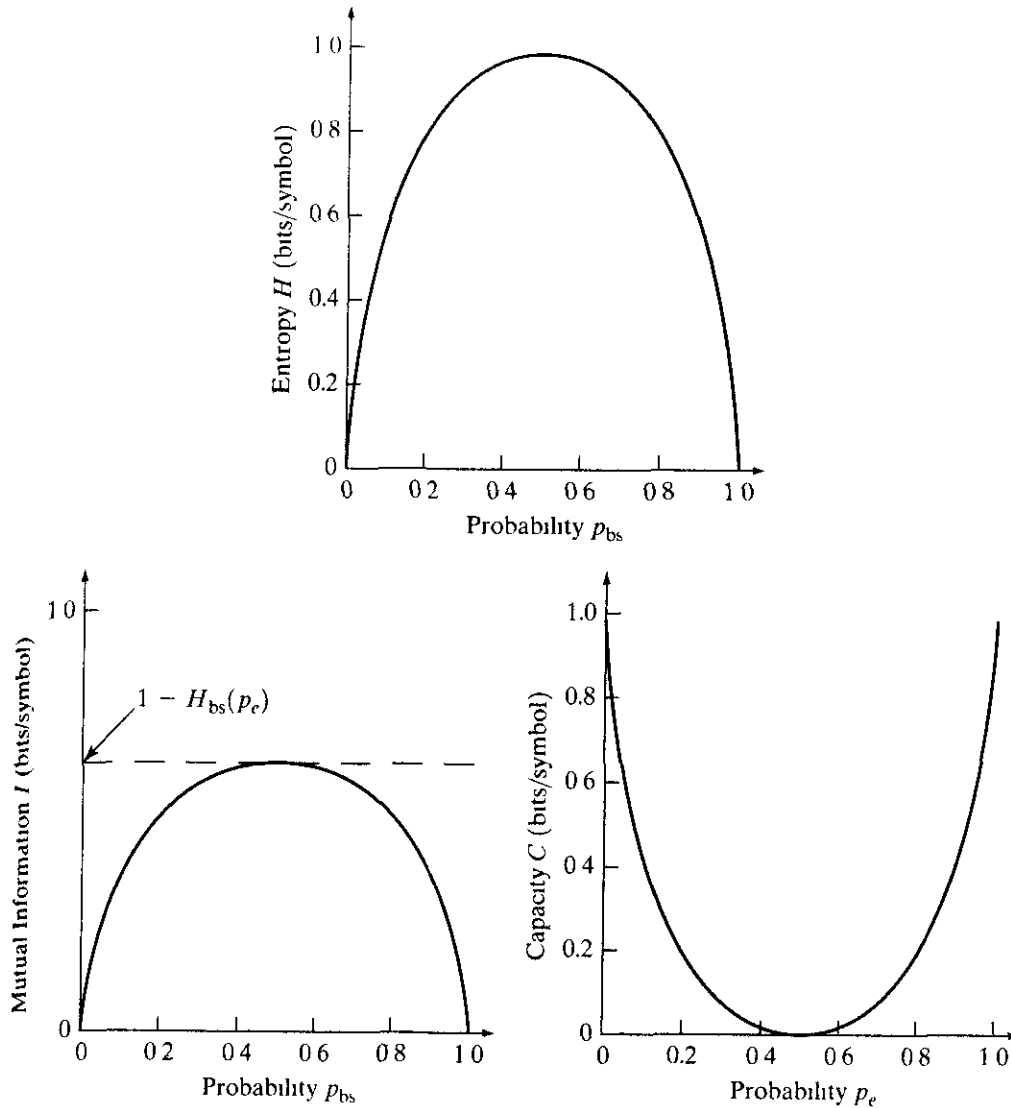 Entropy H (bits/symbol)
1 0
0 8
0 6
0.4
0.2
0
0 0 2 0 4 0 6 0 8 1 0
Probability p_bs
Mutual Information I (bits/symbol)
1 0
1 − H_bs(p_e)
0
0 0 2 0 4 0 6 0 8 1 0
Probability p_bs
Capacity C (bits/symbol)
1.0
0.8
0.6
0 4
0.2
0
0 0.2 0 4 0 6 0 8 1 0
Probability p_e